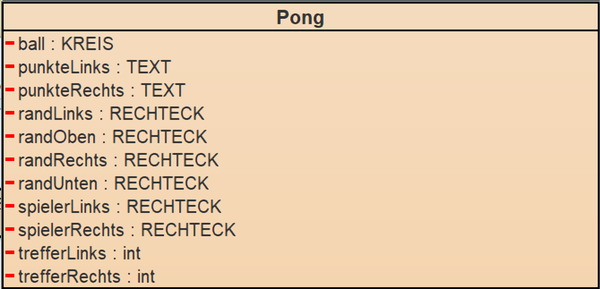 Pong
ball : KREIS
punkteLinks : TEXT
punkteRechts : TEXT
randLinks : RECHTECK
randOben : RECHTECK
randRechts : RECHTECK
randUnten : RECHTECK
spielerLinks : RECHTECK
spielerRechts : RECHTECK
trefferLinks : int
trefferRechts : int